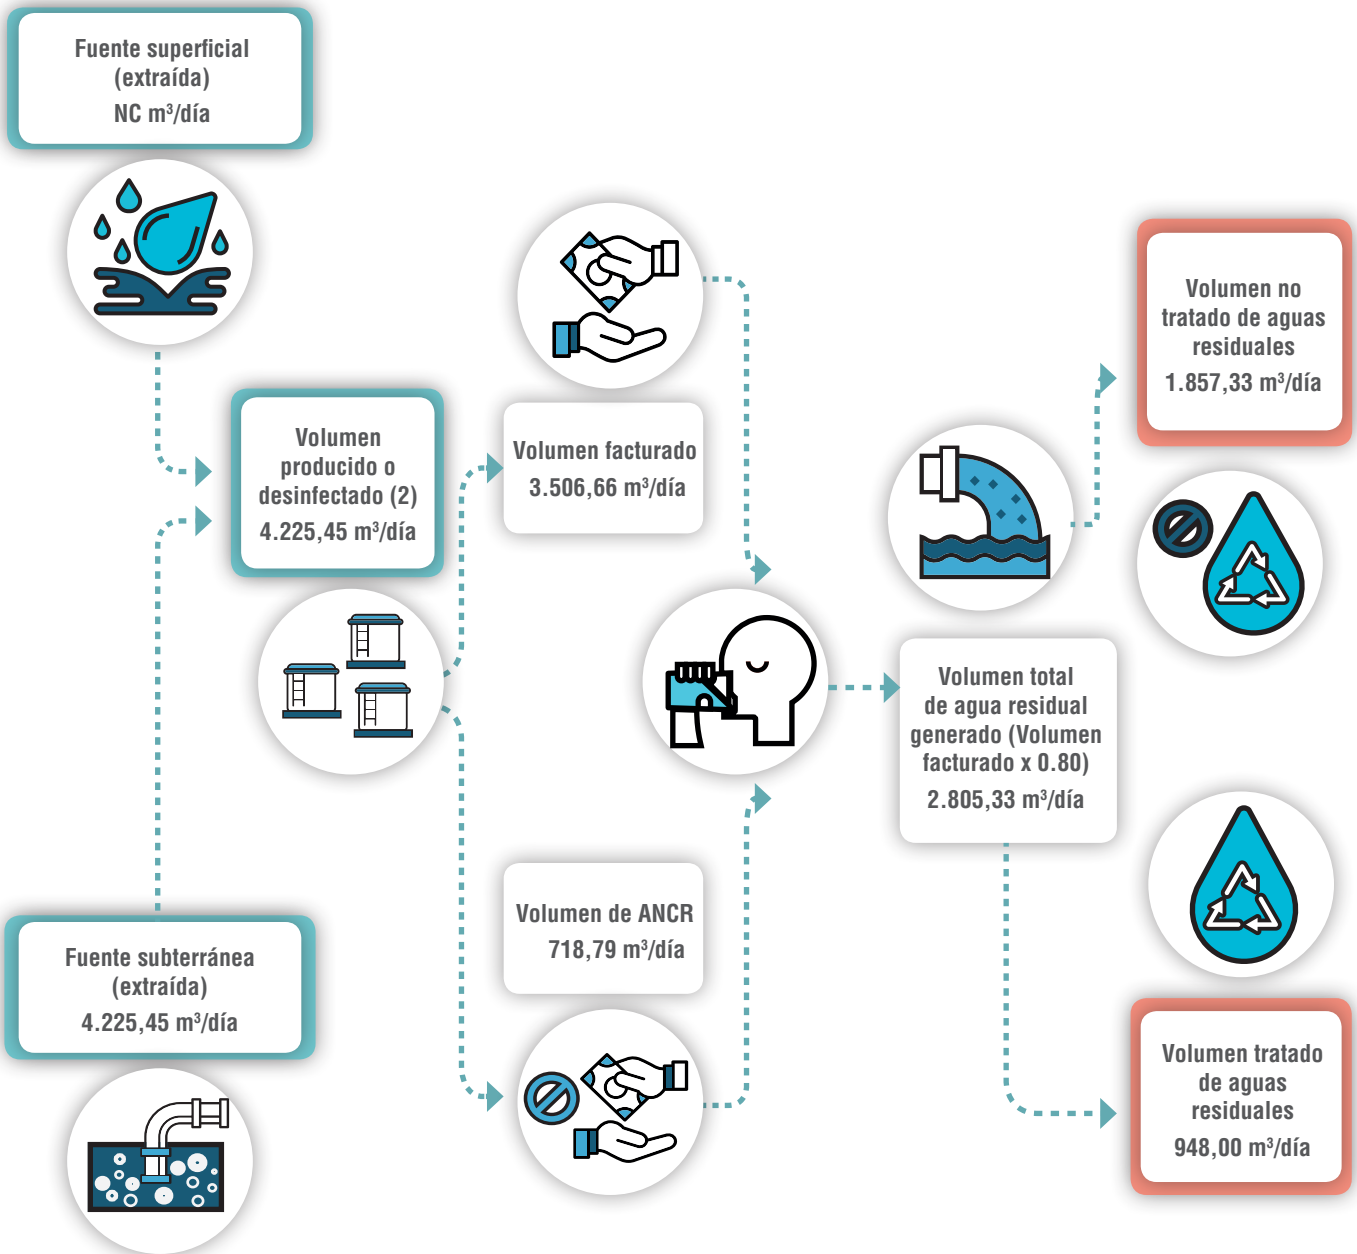 Fuente superficial
(extraída)
NC m³/día
Volumen
producido o
desinfectado (2)
4.225,45 m³/día
Fuente subterránea
(extraída)
4.225,45 m³/día
Volumen facturado
3.506,66 m³/día
Volumen de ANCR
718,79 m³/día
Volumen total
de agua residual
generado (Volumen
facturado x 0.80)
2.805,33 m³/día
Volumen no
tratado de aguas
residuales
1.857,33 m³/día
Volumen tratado
de aguas
residuales
948,00 m³/día